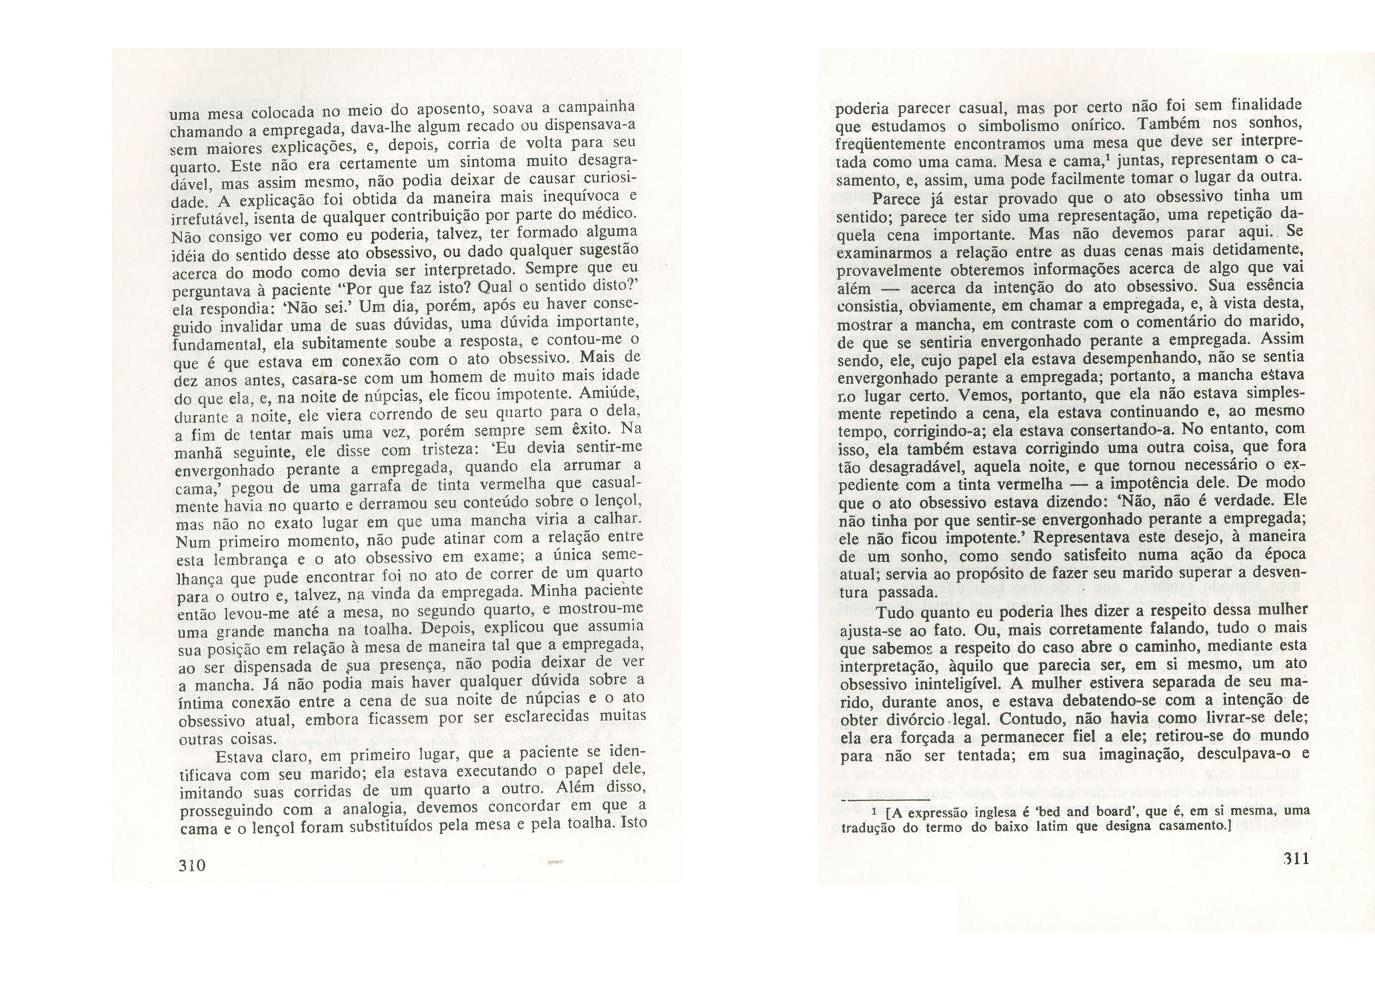 uma mesa colocada no meio do aposento, soava a campainha
chamando a empregada, dava-lhe algum recado ou dispensava-a
sem maiores explicações, e, depois, corria de volta para seu
quarto. Este não era certamente um sintoma muito desagra-
dável, mas assim mesmo, não podia deixar de causar curiosi-
dade. A explicação foi obtida da maneira mais inequívoca e
irrefutável, isenta de qualquer contribuição por parte do médico.
Não consigo ver como eu poderia, talvez, ter formado alguma
idéia do sentido desse ato obsessivo, ou dado qualquer sugestão
acerca do modo como devia ser interpretado. Sempre que eu
perguntava à paciente “Por que faz isto? Qual o sentido disto?’
ela respondia: ‘Não sei.’ Um dia, porém, após eu haver conse-
guido invalidar uma de suas dúvidas, uma dúvida importante,
fundamental, ela subitamente soube a resposta, e contou-me o
que é que estava em conexão com o ato obsessivo. Mais de
dez anos antes, casara-se com um homem de muito mais idade
do que ela, e, na noite de núpcias, ele ficou impotente. Amiúde,
durante a noite, ele viera correndo de seu quarto para o dela,
a fim de tentar mais uma vez, porém sempre sem êxito. Na
manhã seguinte, ele disse com tristeza: ‘Eu devia sentir-me
envergonhado perante a empregada, quando ela arrumar a
cama,’ pegou de uma garrafa de tinta vermelha que casual-
mente havia no quarto e derramou seu conteúdo sobre o lençol,
mas não no exato lugar em que uma mancha viria a calhar.
Num primeiro momento, não pude atinar com a relação entre
esta lembrança e o ato obsessivo em exame; a única seme-
lhança que pude encontrar foi no ato de correr de um quarto
para o outro e, talvez, na vinda da empregada. Minha paciente
então levou-me até a mesa, no segundo quarto, e mostrou-me
uma grande mancha na toalha. Depois, explicou que assumia
sua posição em relação à mesa de maneira tal que a empregada,
ao ser dispensada de sua presença, não podia deixar de ver
a mancha. Já não podia mais haver qualquer dúvida sobre a
íntima conexão entre a cena de sua noite de núpcias e o ato
obsessivo atual, embora ficassem por ser esclarecidas muitas
outras coisas.
Estava claro, em primeiro lugar, que a paciente se iden-
tificava com seu marido; ela estava executando o papel dele,
imitando suas corridas de um quarto a outro. Além disso,
prosseguindo com a analogia, devemos concordar em que a
cama e o lençol foram substituídos pela mesa e pela toalha. Isto
310
poderia parecer casual, mas por certo não foi sem finalidade
que estudamos o simbolismo onírico. Também nos sonhos,
freqüentemente encontramos uma mesa que deve ser interpre-
tada como uma cama. Mesa e cama,¹ juntas, representam o ca-
samento, e, assim, uma pode facilmente tomar o lugar da outra.
Parece já estar provado que o ato obsessivo tinha um
sentido; parece ter sido uma representação, uma repetição da-
quela cena importante. Mas não devemos parar aqui. Se
examinarmos a relação entre as duas cenas mais detidamente,
provavelmente obteremos informações acerca de algo que vai
além — acerca da intenção do ato obsessivo. Sua essência
consistia, obviamente, em chamar a empregada, e, à vista desta,
mostrar a mancha, em contraste com o comentário do marido,
de que se sentiria envergonhado perante a empregada. Assim
sendo, ele, cujo papel ela estava desempenhando, não se sentia
envergonhado perante a empregada; portanto, a mancha estava
no lugar certo. Vemos, portanto, que ela não estava simples-
mente repetindo a cena, ela estava continuando e, ao mesmo
tempo, corrigindo-a; ela estava consertando-a. No entanto, com
isso, ela também estava corrigindo uma outra coisa, que fora
tão desagradável, aquela noite, e que tornou necessário o ex-
pediente com a tinta vermelha — a impotência dele. De modo
que o ato obsessivo estava dizendo: ‘Não, não é verdade. Ele
não tinha por que sentir-se envergonhado perante a empregada;
ele não ficou impotente.’ Representava este desejo, à maneira
de um sonho, como sendo satisfeito numa ação da época
atual; servia ao propósito de fazer seu marido superar a desven-
tura passada.
Tudo quanto eu poderia lhes dizer a respeito dessa mulher
ajusta-se ao fato. Ou, mais corretamente falando, tudo o mais
que sabemos a respeito do caso abre o caminho, mediante esta
interpretação, àquilo que parecia ser, em si mesmo, um ato
obsessivo ininteligível. A mulher estivera separada de seu ma-
rido, durante anos, e estava debatendo-se com a intenção de
obter divórcio legal. Contudo, não havia como livrar-se dele;
ela era forçada a permanecer fiel a ele; retirou-se do mundo
para não ser tentada; em sua imaginação, desculpava-o e
¹ [A expressão inglesa é ‘bed and board’, que é, em si mesma, uma
tradução do termo do baixo latim que designa casamento.]
311